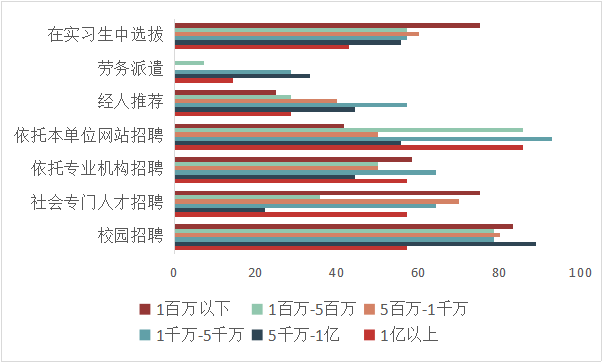 在实习生中选拔
劳务派遣
经人推荐
依托本单位网站招聘
依托专业机构招聘
社会专门人才招聘
校园招聘
0 20 40 60 80 100
1百万以下 1百万-5百万 5百万-1千万
1千万-5千万 5千万-1亿 1亿以上